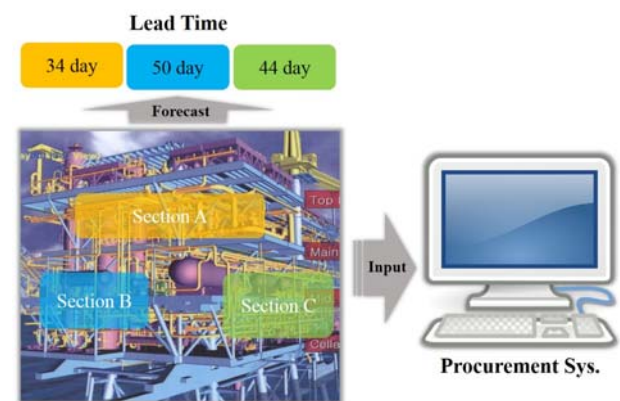 Lead Time
34 day
50 day
44 day
Forecast
Section A
Top
Main
Section B
Section C
Input
Procurement Sys.